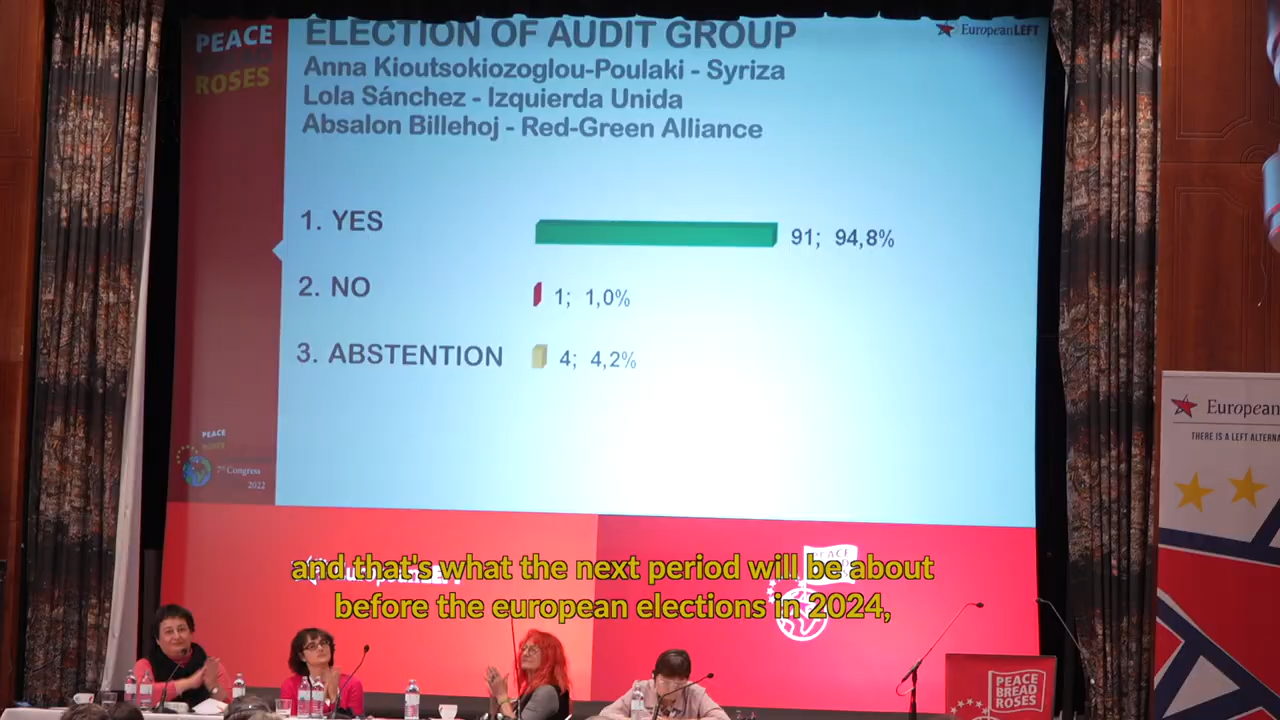 PEACE
ROSES
ELECTION OF AUDIT GROUP
EuropeanLEFT
Anna Kioutsokiozoglou-Poulaki - Syriza
Lola Sánchez - Izquierda Unida
Absalon Billehoj - Red-Green Alliance
1. YES
91; 94,8%
2. NO
1; 1,0%
3. ABSTENTION
4; 4,2%
PEACE
ROSES
7th Congress
2022
European
THERE IS A LEFT ALTERNA
PEACE
and that's what the next period will be about
before the european elections in 2024,
PEACE
BREAD
ROSES